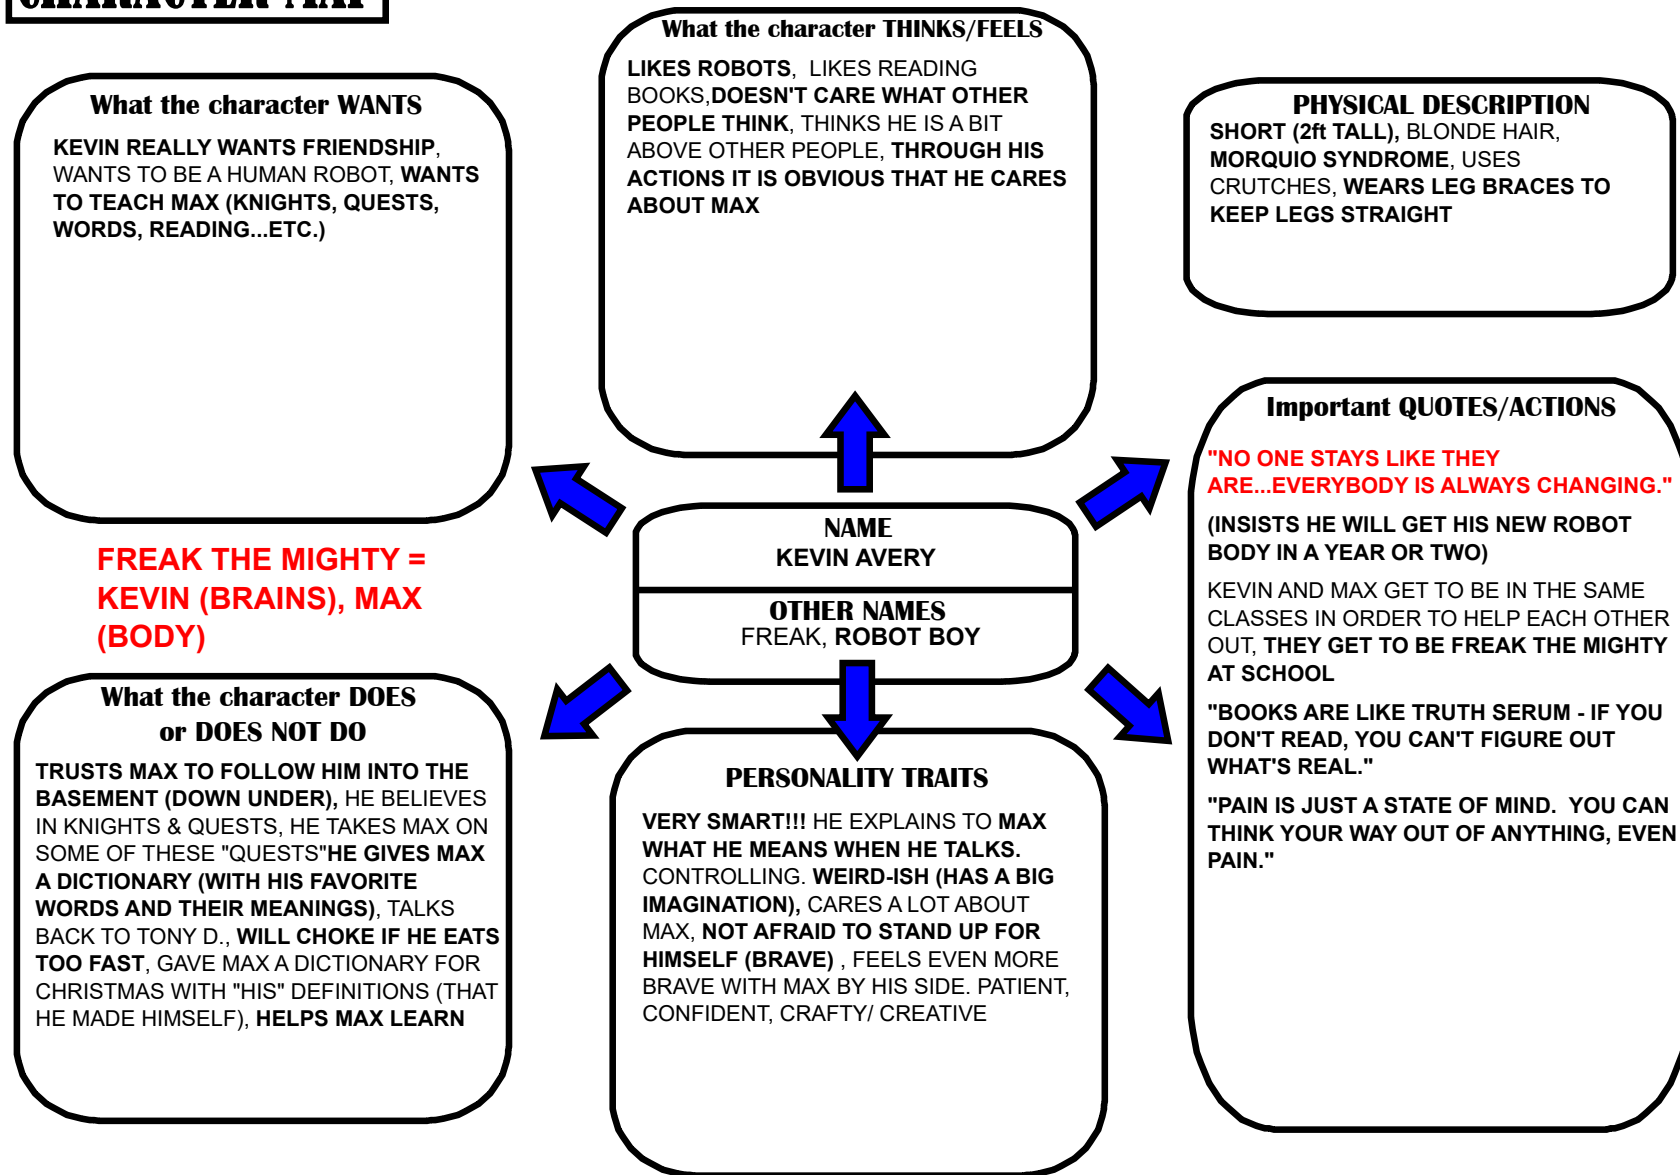 CHARACTER MAP
What the character THINKS/FEELS
LIKES ROBOTS, LIKES READING
BOOKS,DOESN'T CARE WHAT OTHER
PEOPLE THINK, THINKS HE IS A BIT
ABOVE OTHER PEOPLE, THROUGH HIS
ACTIONS IT IS OBVIOUS THAT HE CARES
ABOUT MAX
What the character WANTS
KEVIN REALLY WANTS FRIENDSHIP,
WANTS TO BE A HUMAN ROBOT, WANTS
TO TEACH MAX (KNIGHTS, QUESTS,
WORDS, READING...ETC.)
PHYSICAL DESCRIPTION
SHORT (2ft TALL), BLONDE HAIR,
MORQUIO SYNDROME, USES
CRUTCHES, WEARS LEG BRACES TO
KEEP LEGS STRAIGHT
Important QUOTES/ACTIONS
"NO ONE STAYS LIKE THEY
ARE...EVERYBODY IS ALWAYS CHANGING."
(INSISTS HE WILL GET HIS NEW ROBOT
BODY IN A YEAR OR TWO)
KEVIN AND MAX GET TO BE IN THE SAME
CLASSES IN ORDER TO HELP EACH OTHER
OUT, THEY GET TO BE FREAK THE MIGHTY
AT SCHOOL
"BOOKS ARE LIKE TRUTH SERUM - IF YOU
DON'T READ, YOU CAN'T FIGURE OUT
WHAT'S REAL."
"PAIN IS JUST A STATE OF MIND. YOU CAN
THINK YOUR WAY OUT OF ANYTHING, EVEN
PAIN."
NAME
KEVIN AVERY
OTHER NAMES
FREAK, ROBOT BOY
FREAK THE MIGHTY =
KEVIN (BRAINS), MAX
(BODY)
What the character DOES
or DOES NOT DO
TRUSTS MAX TO FOLLOW HIM INTO THE
BASEMENT (DOWN UNDER), HE BELIEVES
IN KNIGHTS & QUESTS, HE TAKES MAX ON
SOME OF THESE "QUESTS"HE GIVES MAX
A DICTIONARY (WITH HIS FAVORITE
WORDS AND THEIR MEANINGS), TALKS
BACK TO TONY D., WILL CHOKE IF HE EATS
TOO FAST, GAVE MAX A DICTIONARY FOR
CHRISTMAS WITH "HIS" DEFINITIONS (THAT
HE MADE HIMSELF), HELPS MAX LEARN
PERSONALITY TRAITS
VERY SMART!!! HE EXPLAINS TO MAX
WHAT HE MEANS WHEN HE TALKS.
CONTROLLING. WEIRD-ISH (HAS A BIG
IMAGINATION), CARES A LOT ABOUT
MAX, NOT AFRAID TO STAND UP FOR
HIMSELF (BRAVE) , FEELS EVEN MORE
BRAVE WITH MAX BY HIS SIDE. PATIENT,
CONFIDENT, CRAFTY/ CREATIVE